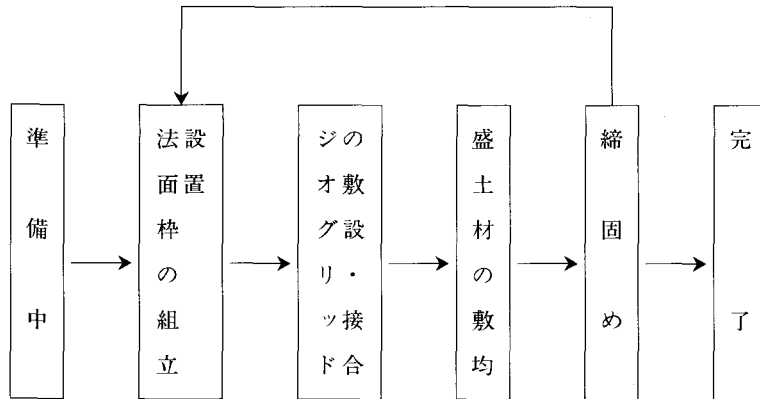 準備中
法面枠の組立
設置
ジオグリッド
の敷設・接合
盛土材の敷均
締固め
完了